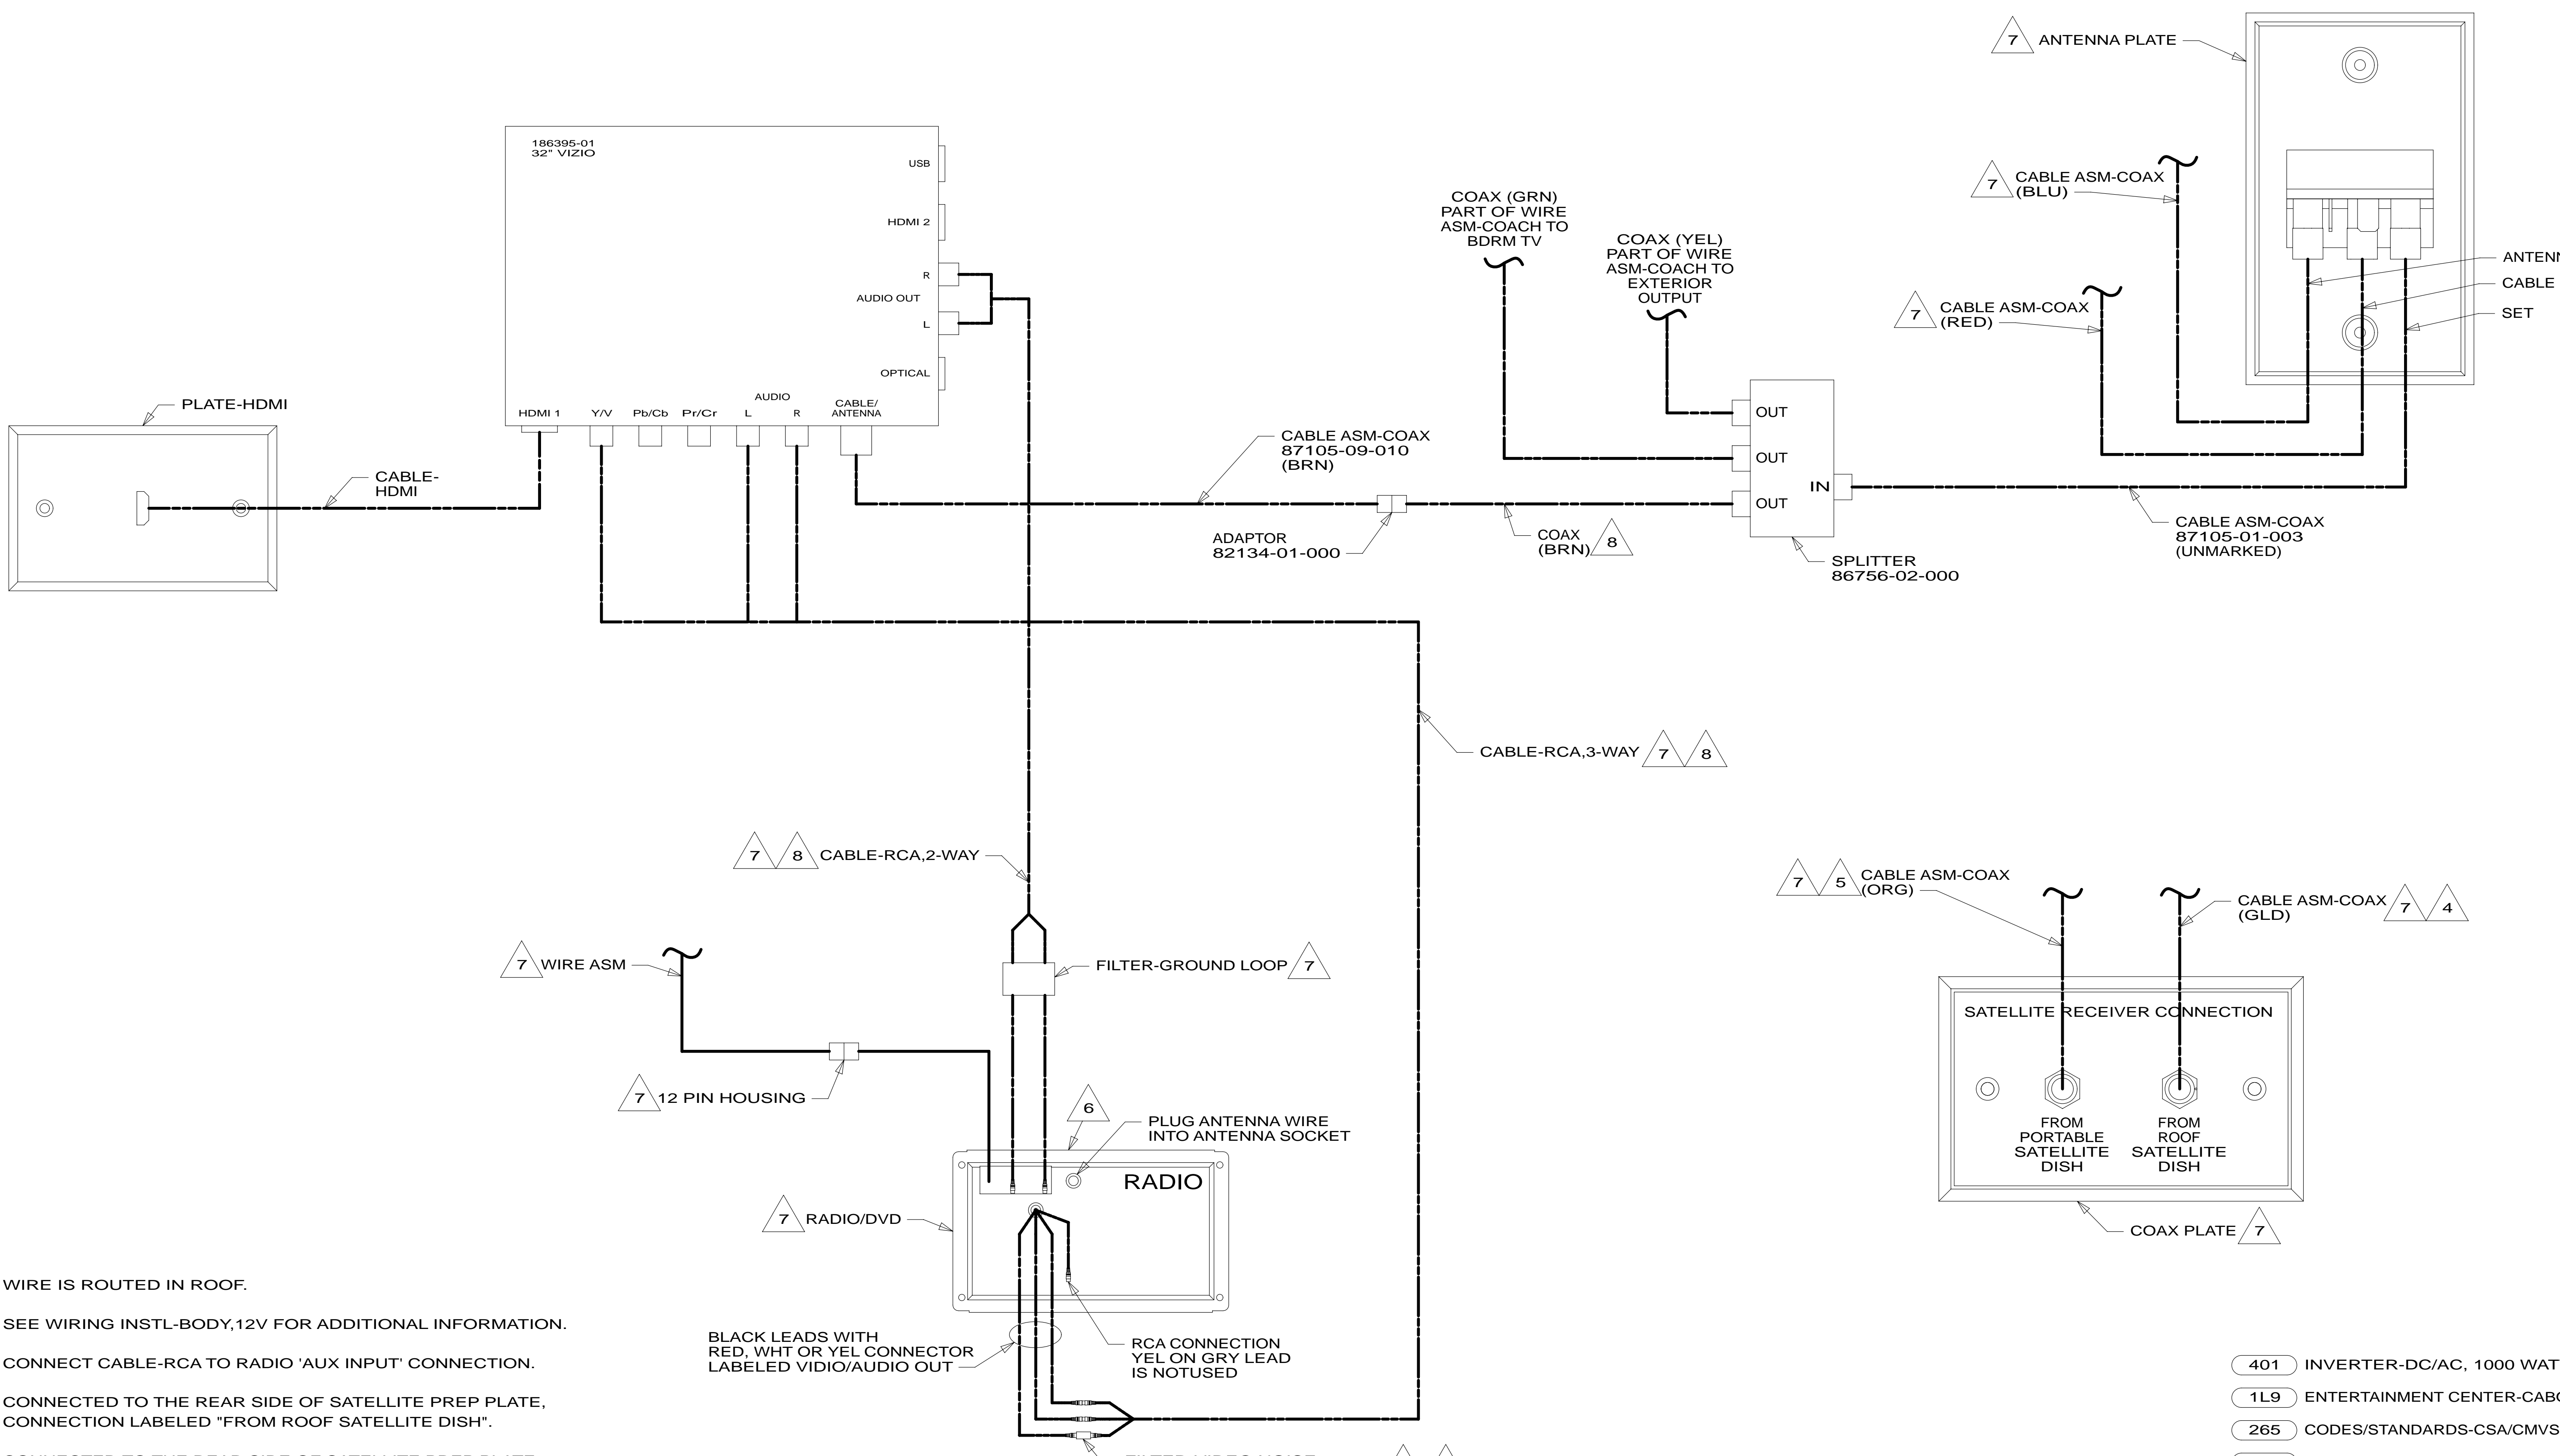 7 ANTENNA PLATE
186395-01
32" VIZIO
USB
HDMI 2
R
AUDIO OUT
L
OPTICAL
AUDIO
HDMI 1
Y/V
Pb/Cb
Pr/Cr
L
R
CABLE/
ANTENNA
PLATE-HDMI
CABLE-
HDMI
COAX (GRN)
PART OF WIRE
ASM-COACH TO
BDRM TV
COAX (YEL)
PART OF WIRE
ASM-COACH TO
EXTERIOR
OUTPUT
7 CABLE ASM-COAX
(BLU)
7 CABLE ASM-COAX
(RED)
CABLE
SET
CABLE ASM-COAX
87105-09-010
(BRN)
ADAPTOR
82134-01-000
COAX
(BRN) 8
OUT
OUT
OUT
IN
SPLITTER
86756-02-000
CABLE ASM-COAX
87105-01-003
(UNMARKED)
CABLE-RCA,3-WAY 7 8
7 8 CABLE-RCA,2-WAY
7 WIRE ASM
FILTER-GROUND LOOP 7
7 12 PIN HOUSING
6
PLUG ANTENNA WIRE
INTO ANTENNA SOCKET
RADIO
7 RADIO/DVD
BLACK LEADS WITH
RED, WHT OR YEL CONNECTOR
LABELED VIDIO/AUDIO OUT
RCA CONNECTION
YEL ON GRY LEAD
IS NOTUSED
7 5 CABLE ASM-COAX
(ORG)
CABLE ASM-COAX 7 4
(GLD)
SATELLITE RECEIVER CONNECTION
FROM
PORTABLE
SATELLITE
DISH
FROM
ROOF
SATELLITE
DISH
COAX PLATE 7
WIRE IS ROUTED IN ROOF.
SEE WIRING INSTL-BODY,12V FOR ADDITIONAL INFORMATION.
CONNECT CABLE-RCA TO RADIO 'AUX INPUT' CONNECTION.
CONNECTED TO THE REAR SIDE OF SATELLITE PREP PLATE,
CONNECTION LABELED "FROM ROOF SATELLITE DISH".
401 INVERTER-DC/AC, 1000
1L9 ENTERTAINMENT
265 CODES/STANDARDS-CSA/CMVS